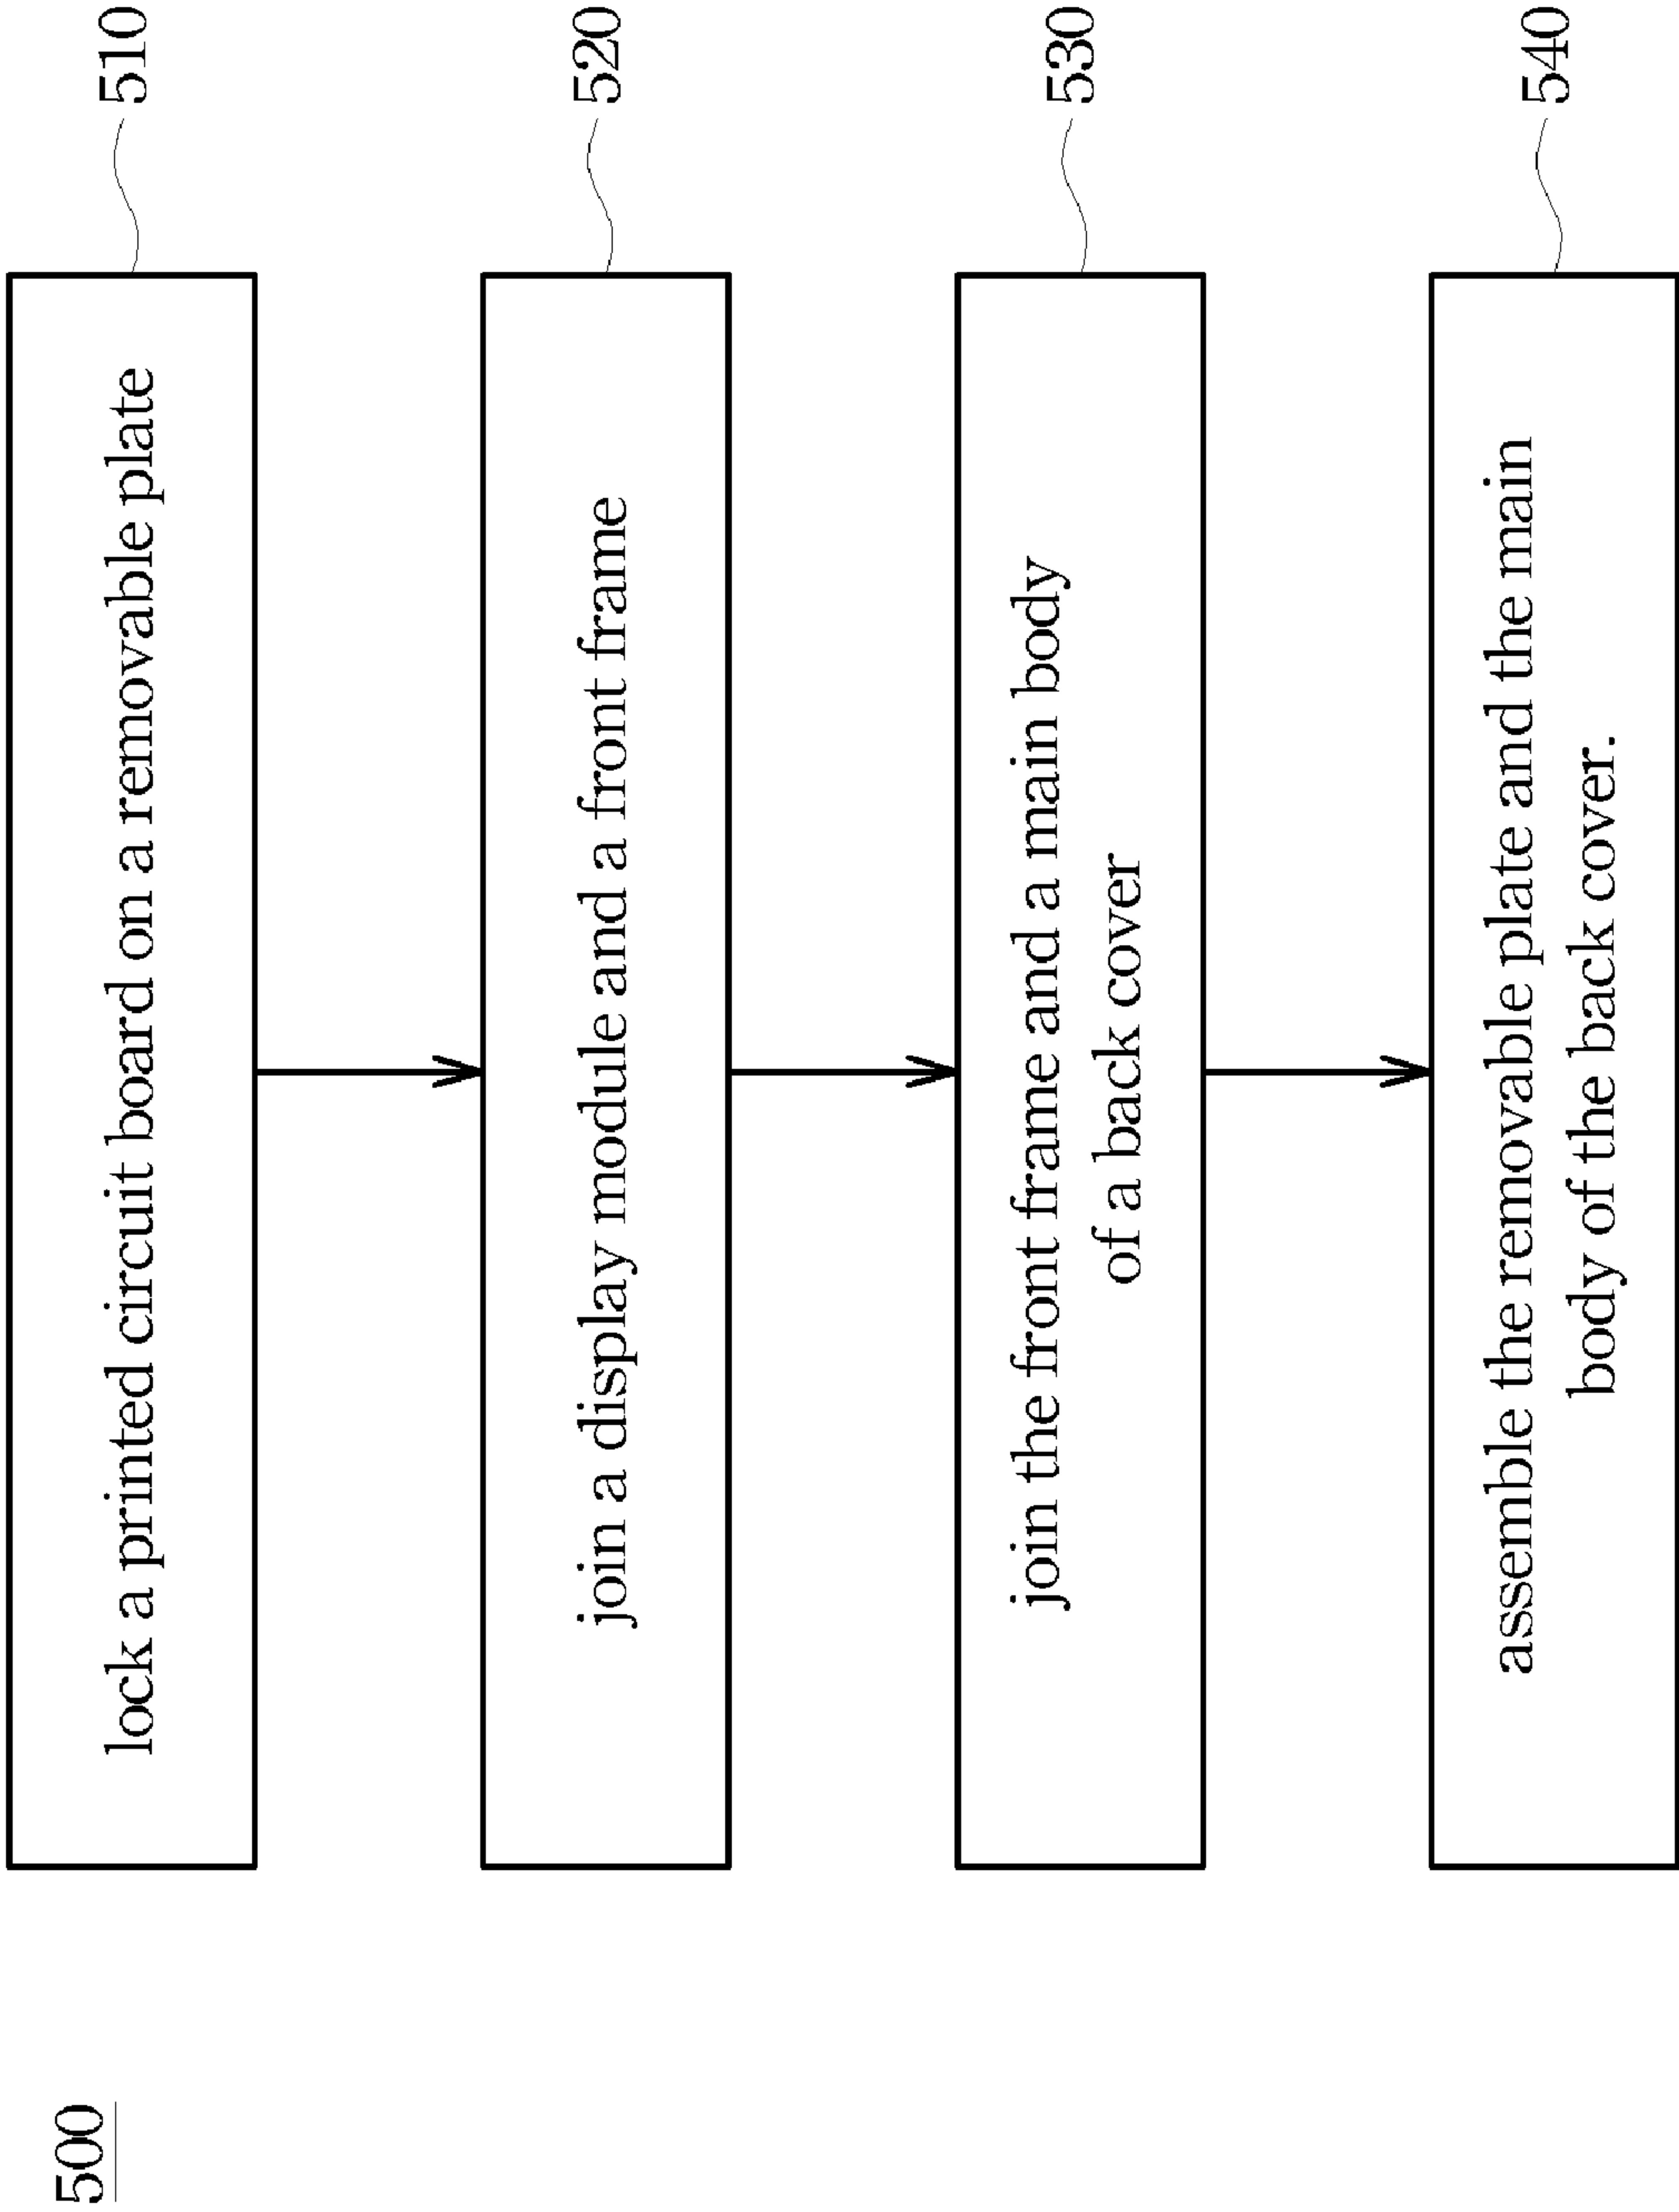 500
lock a printed circuit board on a removable plate
510
join a display module and a front frame
520
join the front frame and a main body
of a back cover
530
assemble the removable plate and the main
body of the back cover.
540